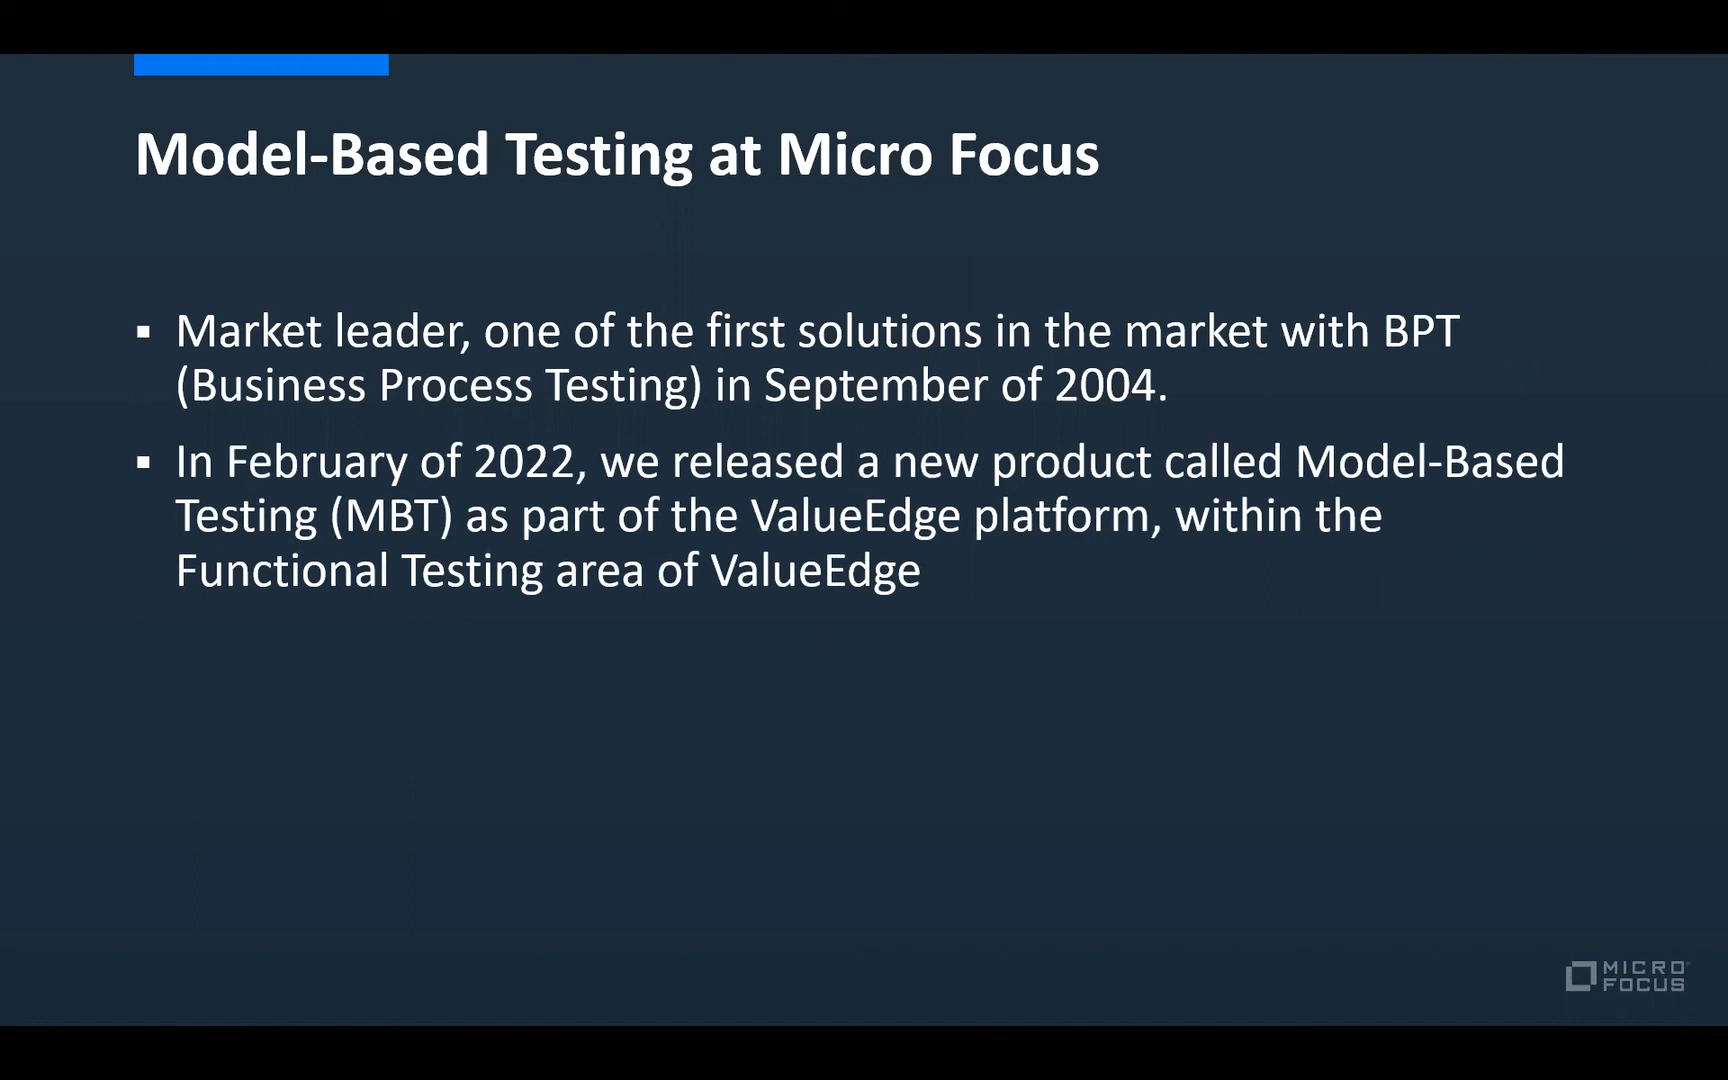 Model-Based Testing at Micro Focus
▪ Market leader, one of the first solutions in the market with BPT
(Business Process Testing) in September of 2004.
▪ In February of 2022, we released a new product called Model-Based
Testing (MBT) as part of the ValueEdge platform, within the
Functional Testing area of ValueEdge
MICRO
FOCUS